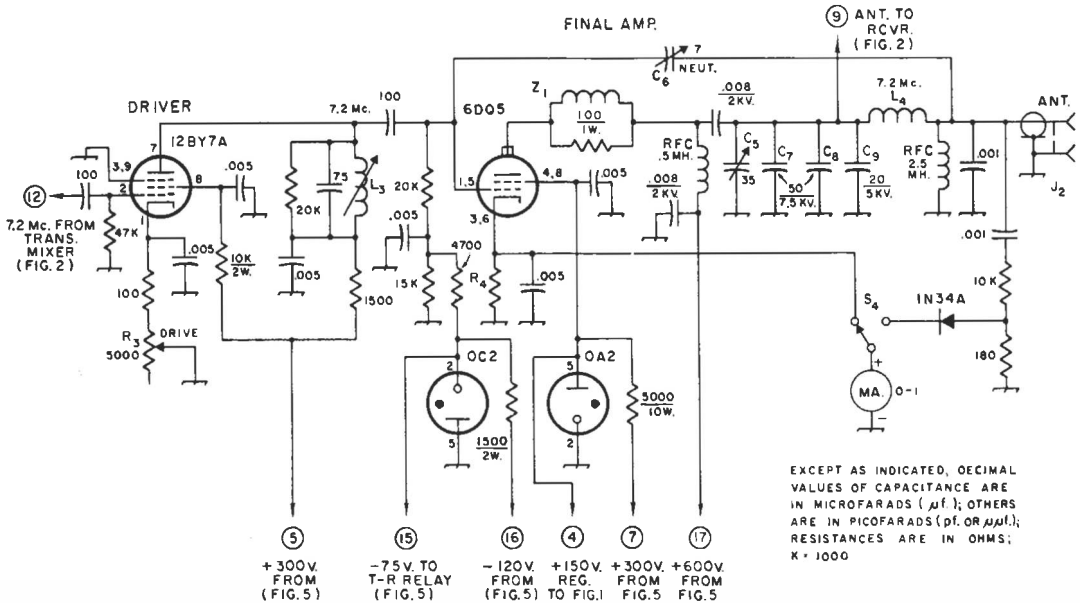 FINAL AMP.
9
ANT. TO
RCVR.
(FIG. 2)
7
C6
NEUT.
DRIVER
12BY7A
7
3,9
2
8
1
.005
12
100
7.2 Mc. FROM
TRANS.
MIXER
(FIG. 2)
47K
.005
100
R3
5000
DRIVE
10K
2W.
7.2 Mc.
100
20K
75
L3
.005
1500
20K
.005
15K
4700
R4
6DQ5
1,5
4,8
3,6
.005
.005
Z1
100
1W.
.008
2KV.
RFC
.5 MH.
.008
2 KV.
C5
35
C7
50
7.5 KV.
C8
C9
20
5KV.
7.2 Mc.
L4
RFC
2.5
MH.
.001
ANT.
J2
.001
10K
180
1N34A
S4
+
MA.
-
0-1
OC2
2
5
1500
2W.
OA2
5
2
5000
10W.
EXCEPT AS INDICATED, DECIMAL
VALUES OF CAPACITANCE ARE
IN MICROFARADS (µf.); OTHERS
ARE IN PICOFARADS (pf. OR µµf.);
RESISTANCES ARE IN OHMS;
K = 1000
5
+300V.
FROM
(FIG. 5)
15
-75V. TO
T-R RELAY
(FIG. 5)
16
-120V.
FROM
(FIG. 5)
4
+150V.
REG.
TO FIG.1
7
+300V.
FROM
FIG.5
17
+600V.
FROM
FIG.5